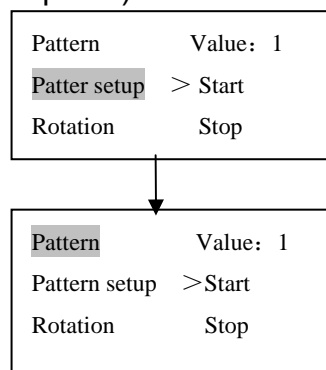 Pattern Value：1
Patter setup ＞ Start
Rotation Stop
Pattern Value：1
Pattern setup ＞Start
Rotation Stop